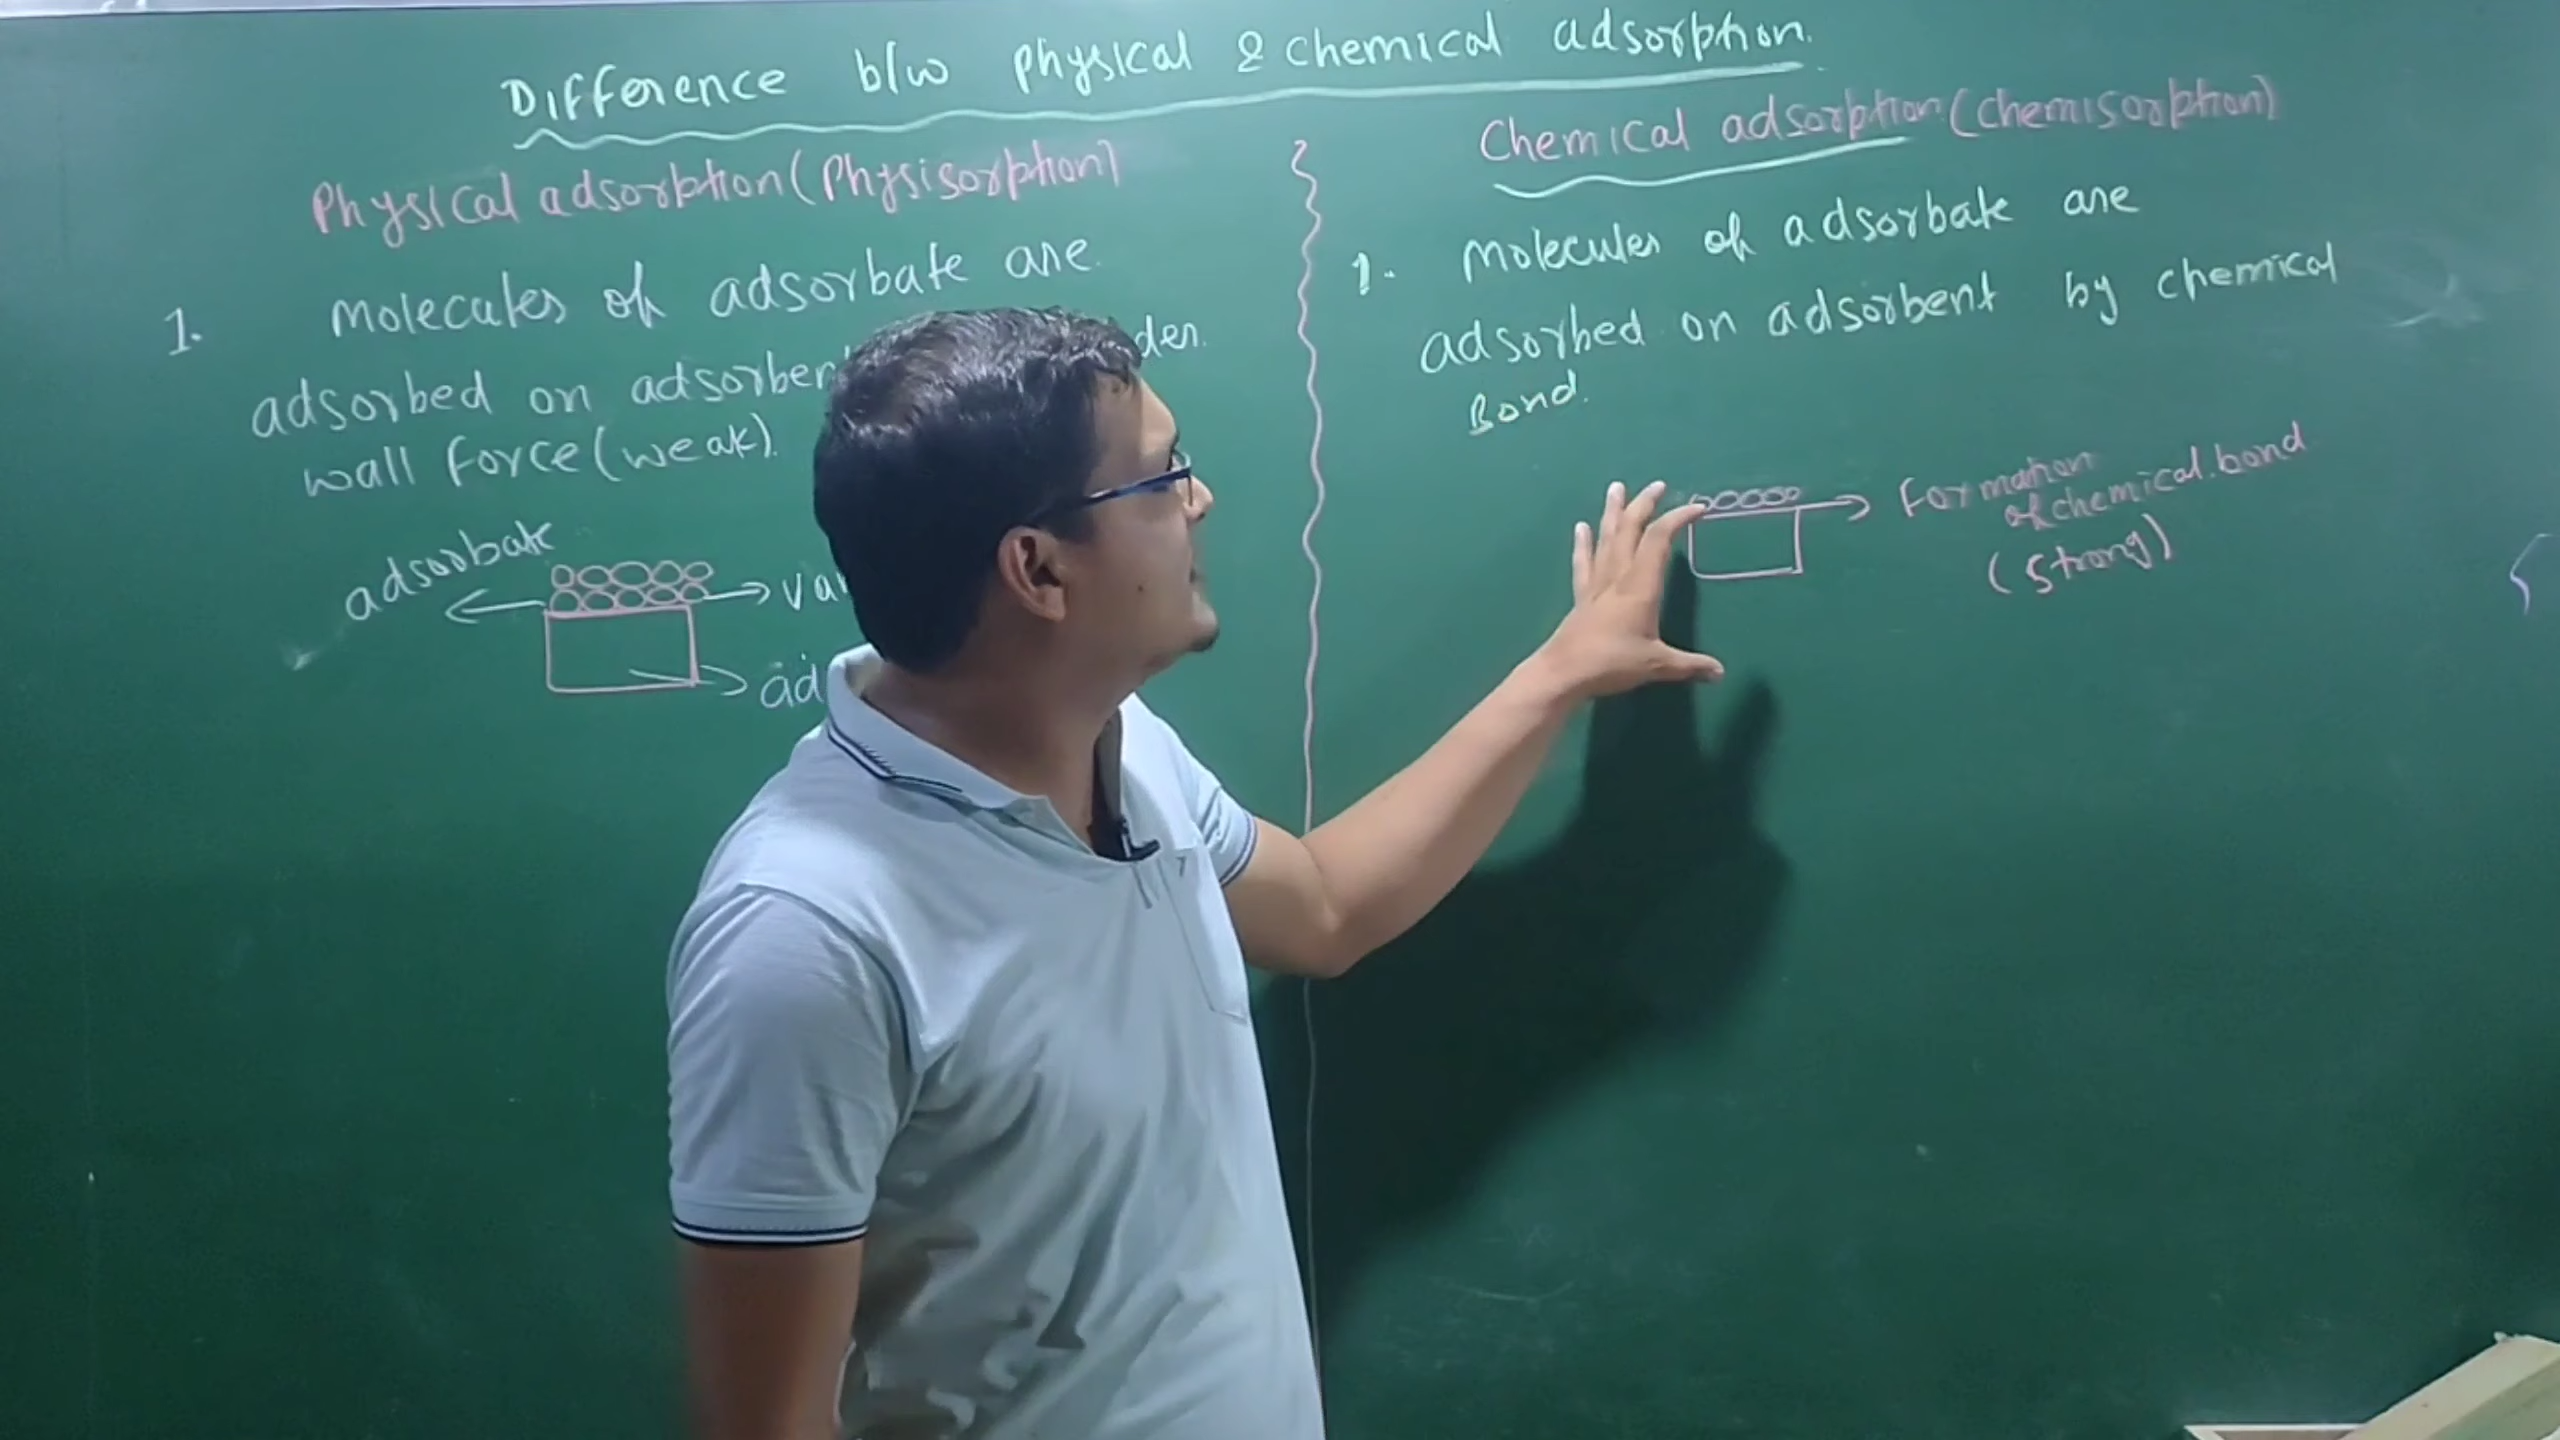 Difference b/w physical & chemical adsorption.
Physical adsorption (Physisorption)
1. Molecules of adsorbate are
adsorbed on adsorben der
wall force (weak).
adsorbate
va
ad
Chemical adsorption (chemisorption)
1. Molecules of adsorbate are
adsorbed on adsorbent by chemical
Bond.
Formation
of chemical bond
(strong)